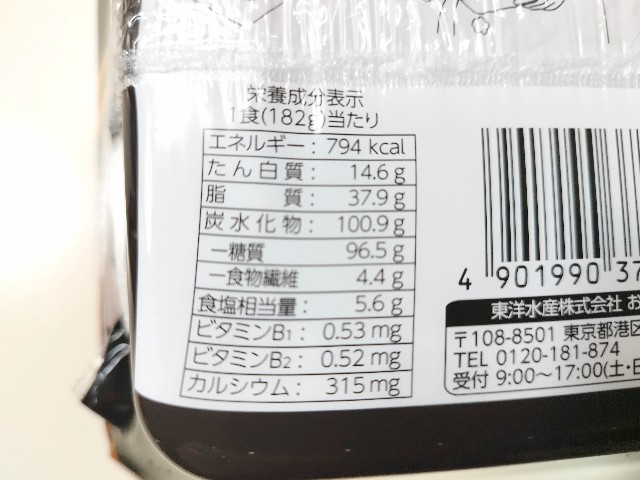 栄養成分表示
1食(182g)当たり
エネルギー: 794 kcal
たん白質: 14.6 g
脂質: 37.9 g
炭水化物: 100.9 g
―糖質 96.5 g
―食物繊維 4.4 g
食塩相当量: 5.6 g
ビタミンB1: 0.53 mg
ビタミンB2: 0.52 mg
カルシウム: 315 mg
4 901990 37
東洋水産株式会社 お
〒108-8501 東京都港区
TEL 0120-181-874
受付 9:00～17:00(土・日